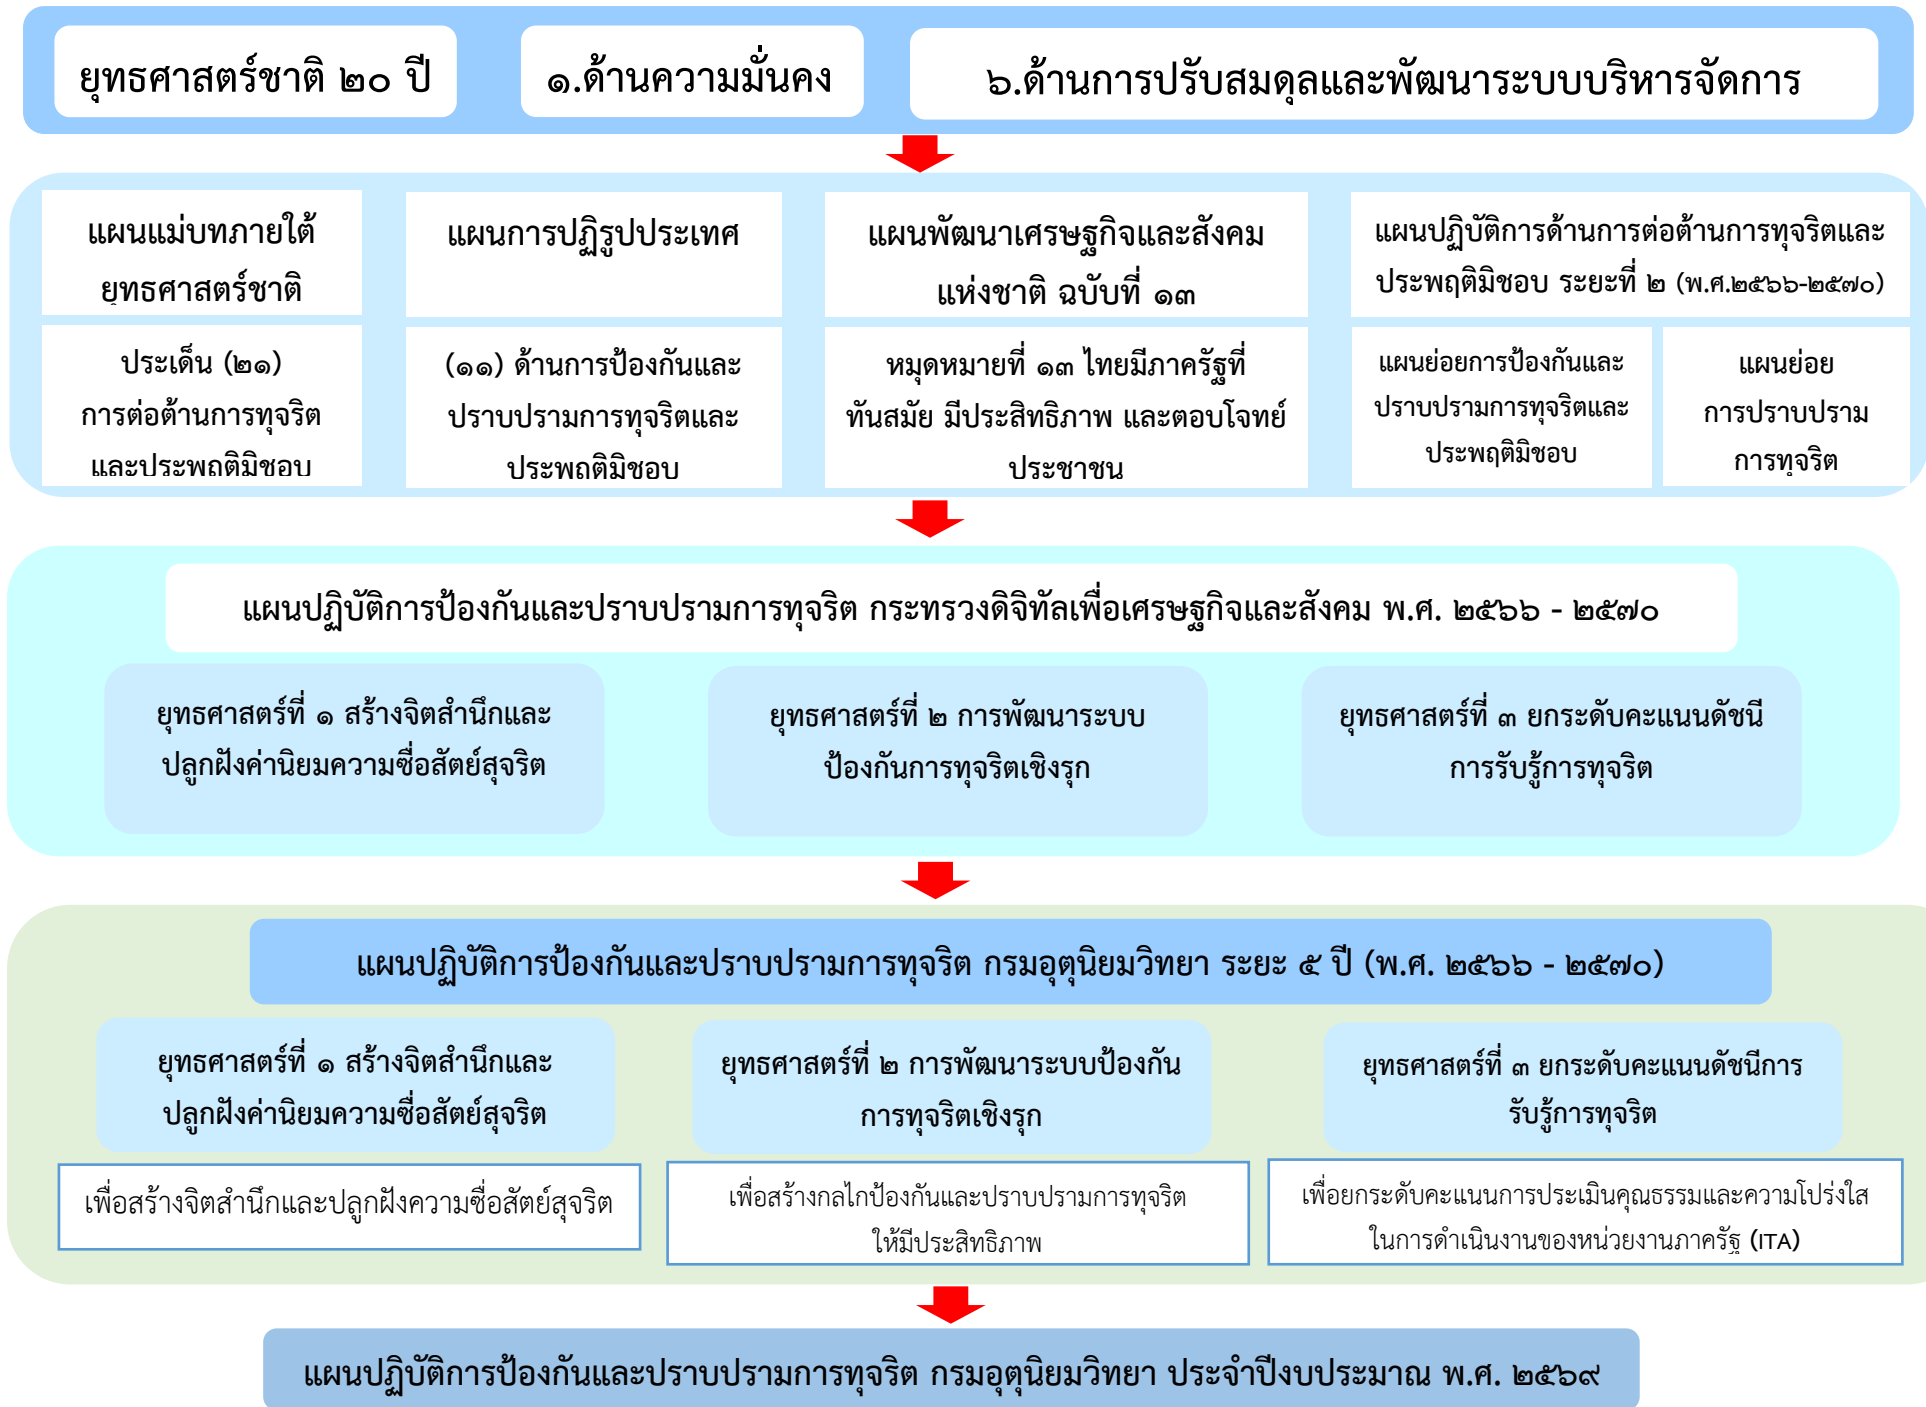 ยุทธศาสตร์ชาติ ๒๐ ปี
๑.ด้านความมั่นคง
๖.ด้านการปรับสมดุลและพัฒนาระบบบริหารจัดการ
แผนแม่บทภายใต้
ยุทธศาสตร์ชาติ
แผนการปฏิรูปประเทศ
แผนพัฒนาเศรษฐกิจและสังคม
แห่งชาติ ฉบับที่ ๑๓
แผนปฏิบัติการด้านการต่อต้านการทุจริตและ
ประพฤติมิชอบ ระยะที่ ๒ (พ.ศ.๒๕๖๖-๒๕๗๐)
ประเด็น (๒๑)
การต่อต้านการทุจริต
และประพฤติมิชอบ
(๑๑) ด้านการป้องกันและ
ปราบปรามการทุจริตและ
ประพฤติมิชอบ
หมุดหมายที่ ๑๓ ไทยมีภาครัฐที่
ทันสมัย มีประสิทธิภาพ และตอบโจทย์
ประชาชน
แผนย่อยการป้องกันและ
ปราบปรามการทุจริตและ
ประพฤติมิชอบ
แผนย่อย
การปราบปราม
การทุจริต
แผนปฏิบัติการป้องกันและปราบปรามการทุจริต กระทรวงดิจิทัลเพื่อเศรษฐกิจและสังคม พ.ศ. ๒๕๖๖ - ๒๕๗๐
ยุทธศาสตร์ที่ ๑ สร้างจิตสำนึกและ
ปลูกฝังค่านิยมความซื่อสัตย์สุจริต
ยุทธศาสตร์ที่ ๒ การพัฒนาระบบ
ป้องกันการทุจริตเชิงรุก
ยุทธศาสตร์ที่ ๓ ยกระดับคะแนนดัชนี
การรับรู้การทุจริต
แผนปฏิบัติการป้องกันและปราบปรามการทุจริต กรมอุตุนิยมวิทยา ระยะ ๕ ปี (พ.ศ. ๒๕๖๖ - ๒๕๗๐)
ยุทธศาสตร์ที่ ๑ สร้างจิตสำนึกและ
ปลูกฝังค่านิยมความซื่อสัตย์สุจริต
ยุทธศาสตร์ที่ ๒ การพัฒนาระบบป้องกัน
การทุจริตเชิงรุก
ยุทธศาสตร์ที่ ๓ ยกระดับคะแนนดัชนีการ
รับรู้การทุจริต
เพื่อสร้างจิตสำนึกและปลูกฝังความซื่อสัตย์สุจริต
เพื่อสร้างกลไกป้องกันและปราบปรามการทุจริต
ให้มีประสิทธิภาพ
เพื่อยกระดับคะแนนการประเมินคุณธรรมและความโปร่งใส
ในการดำเนินงานของหน่วยงานภาครัฐ (ITA)
แผนปฏิบัติการป้องกันและปราบปรามการทุจริต กรมอุตุนิยมวิทยา ประจำปีงบประมาณ พ.ศ. ๒๕๖๙